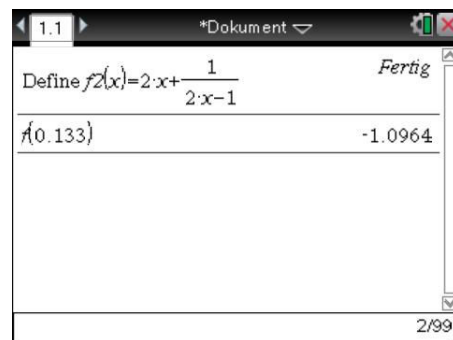 1.1 *Dokument
Define f2(x)=2·x+1/(2·x-1) Fertig
f(0.133) -1.0964
2/99